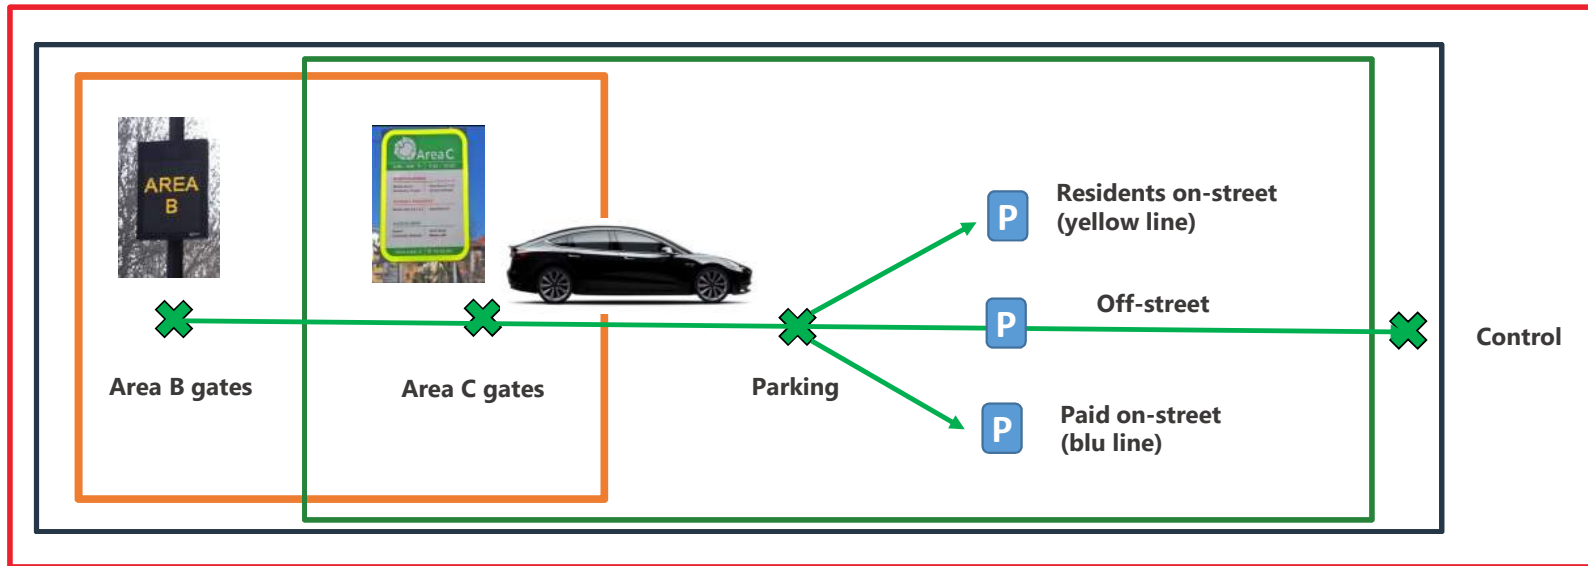 AREA
B
AreaC
Area B gates
Area C gates
Parking
P
Residents on-street
(yellow line)
P
Off-street
P
Paid on-street
(blu line)
Control